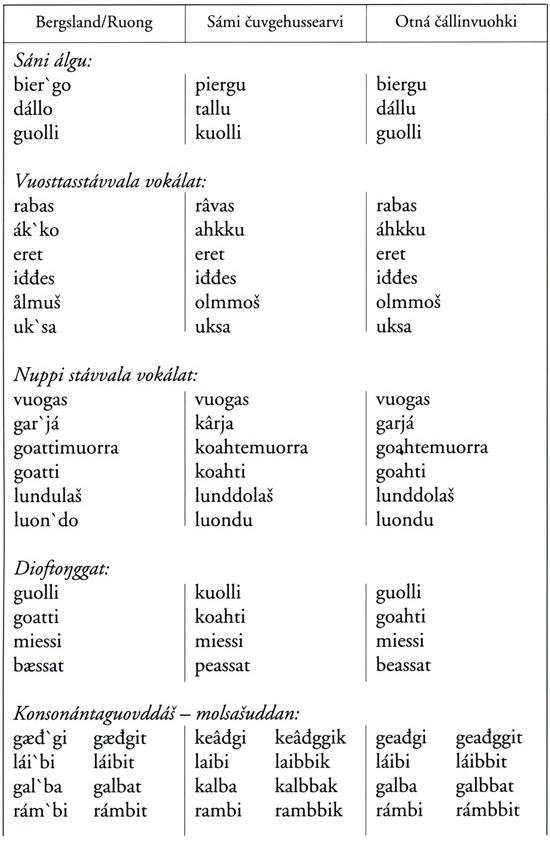 Bergsland/Ruong Sámi čuvgehussearvi Otná čállinvuohki
Sáni álgu:
bier`go piergu biergu
dállo tallu dállu
guolli kuolli guolli
Vuosttasstávvala vokálat:
rabas râvas rabas
ák`ko ahkku áhkku
eret eret eret
iđđes iđđes iđđes
ålmuš olmmoš olmmoš
uk`sa uksa uksa
Nuppi stávvala vokálat:
vuogas vuogas vuogas
gar`já kârja garjá
goattimuorra koahtemuorra goahtemuorra
goatti koahti goahti
lundulaš lunddolaš lunddolaš
luon`do luondu luondu
Dioftoŋggat:
guolli kuolli guolli
goatti koahti goahti
miessi miessi miessi
bæssat peassat beassat
Konsonántaguovddáš – molsašuddan:
gæđ`gi gæđgit keâđgi keâđggik geađgi geađggit
lái`bi láibit laibi laibbik láibi láibbit
gal`ba galbat kalba kalbbak galba galbbat
rám`bi rámbit rambi rambbik rámbi rámbbit